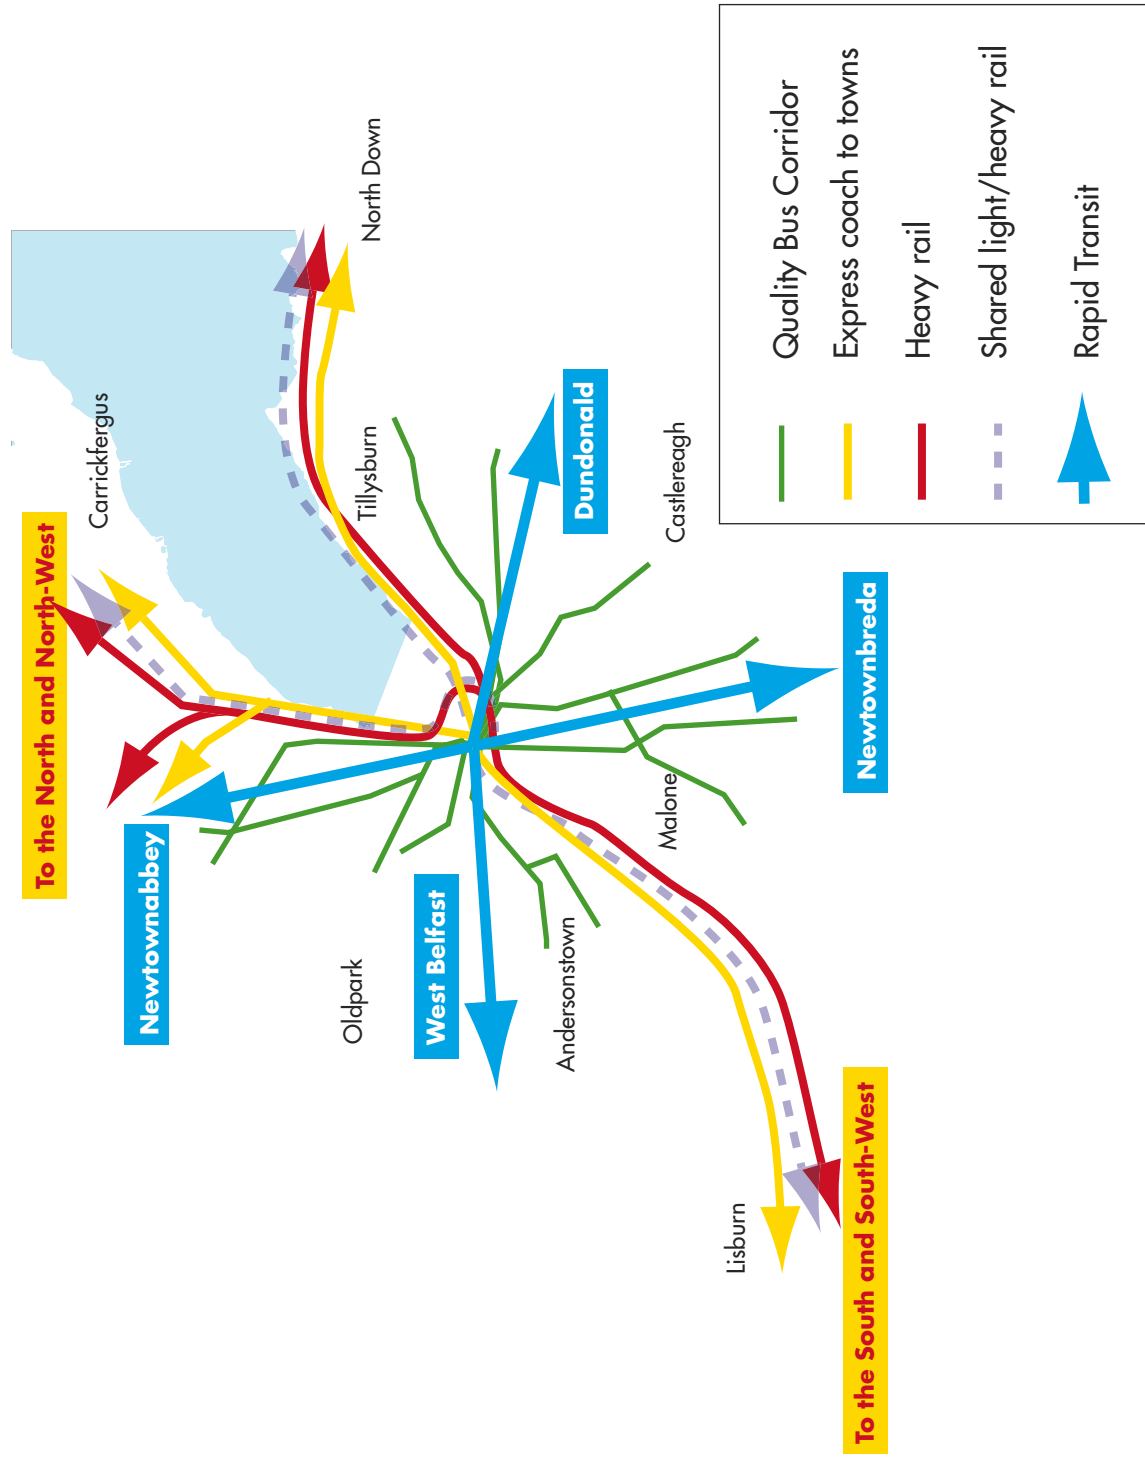 To the North and North-West
Carrickfergus
Newtownabbey
North Down
Tillysburn
Oldpark
West Belfast
Dundonald
Andersonstown
Castlereagh
Malone
Lisburn
Newtownbreda
To the South and South-West
Quality Bus Corridor
Express coach to towns
Heavy rail
Shared light/heavy rail
Rapid Transit